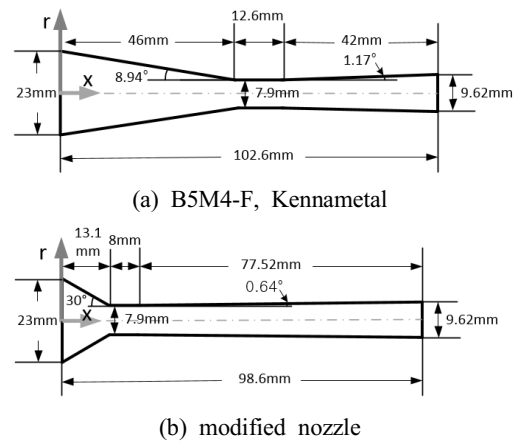 12.6mm
r
46mm
42mm
1.17°
8.94°
X
23mm
7.9mm
9.62mm
102.6mm
(a) B5M4-F, Kennametal
13.1
mm
8mm
r
77.52mm
0.64°
30°
X
23mm
7.9mm
9.62mm
98.6mm
(b) modified nozzle